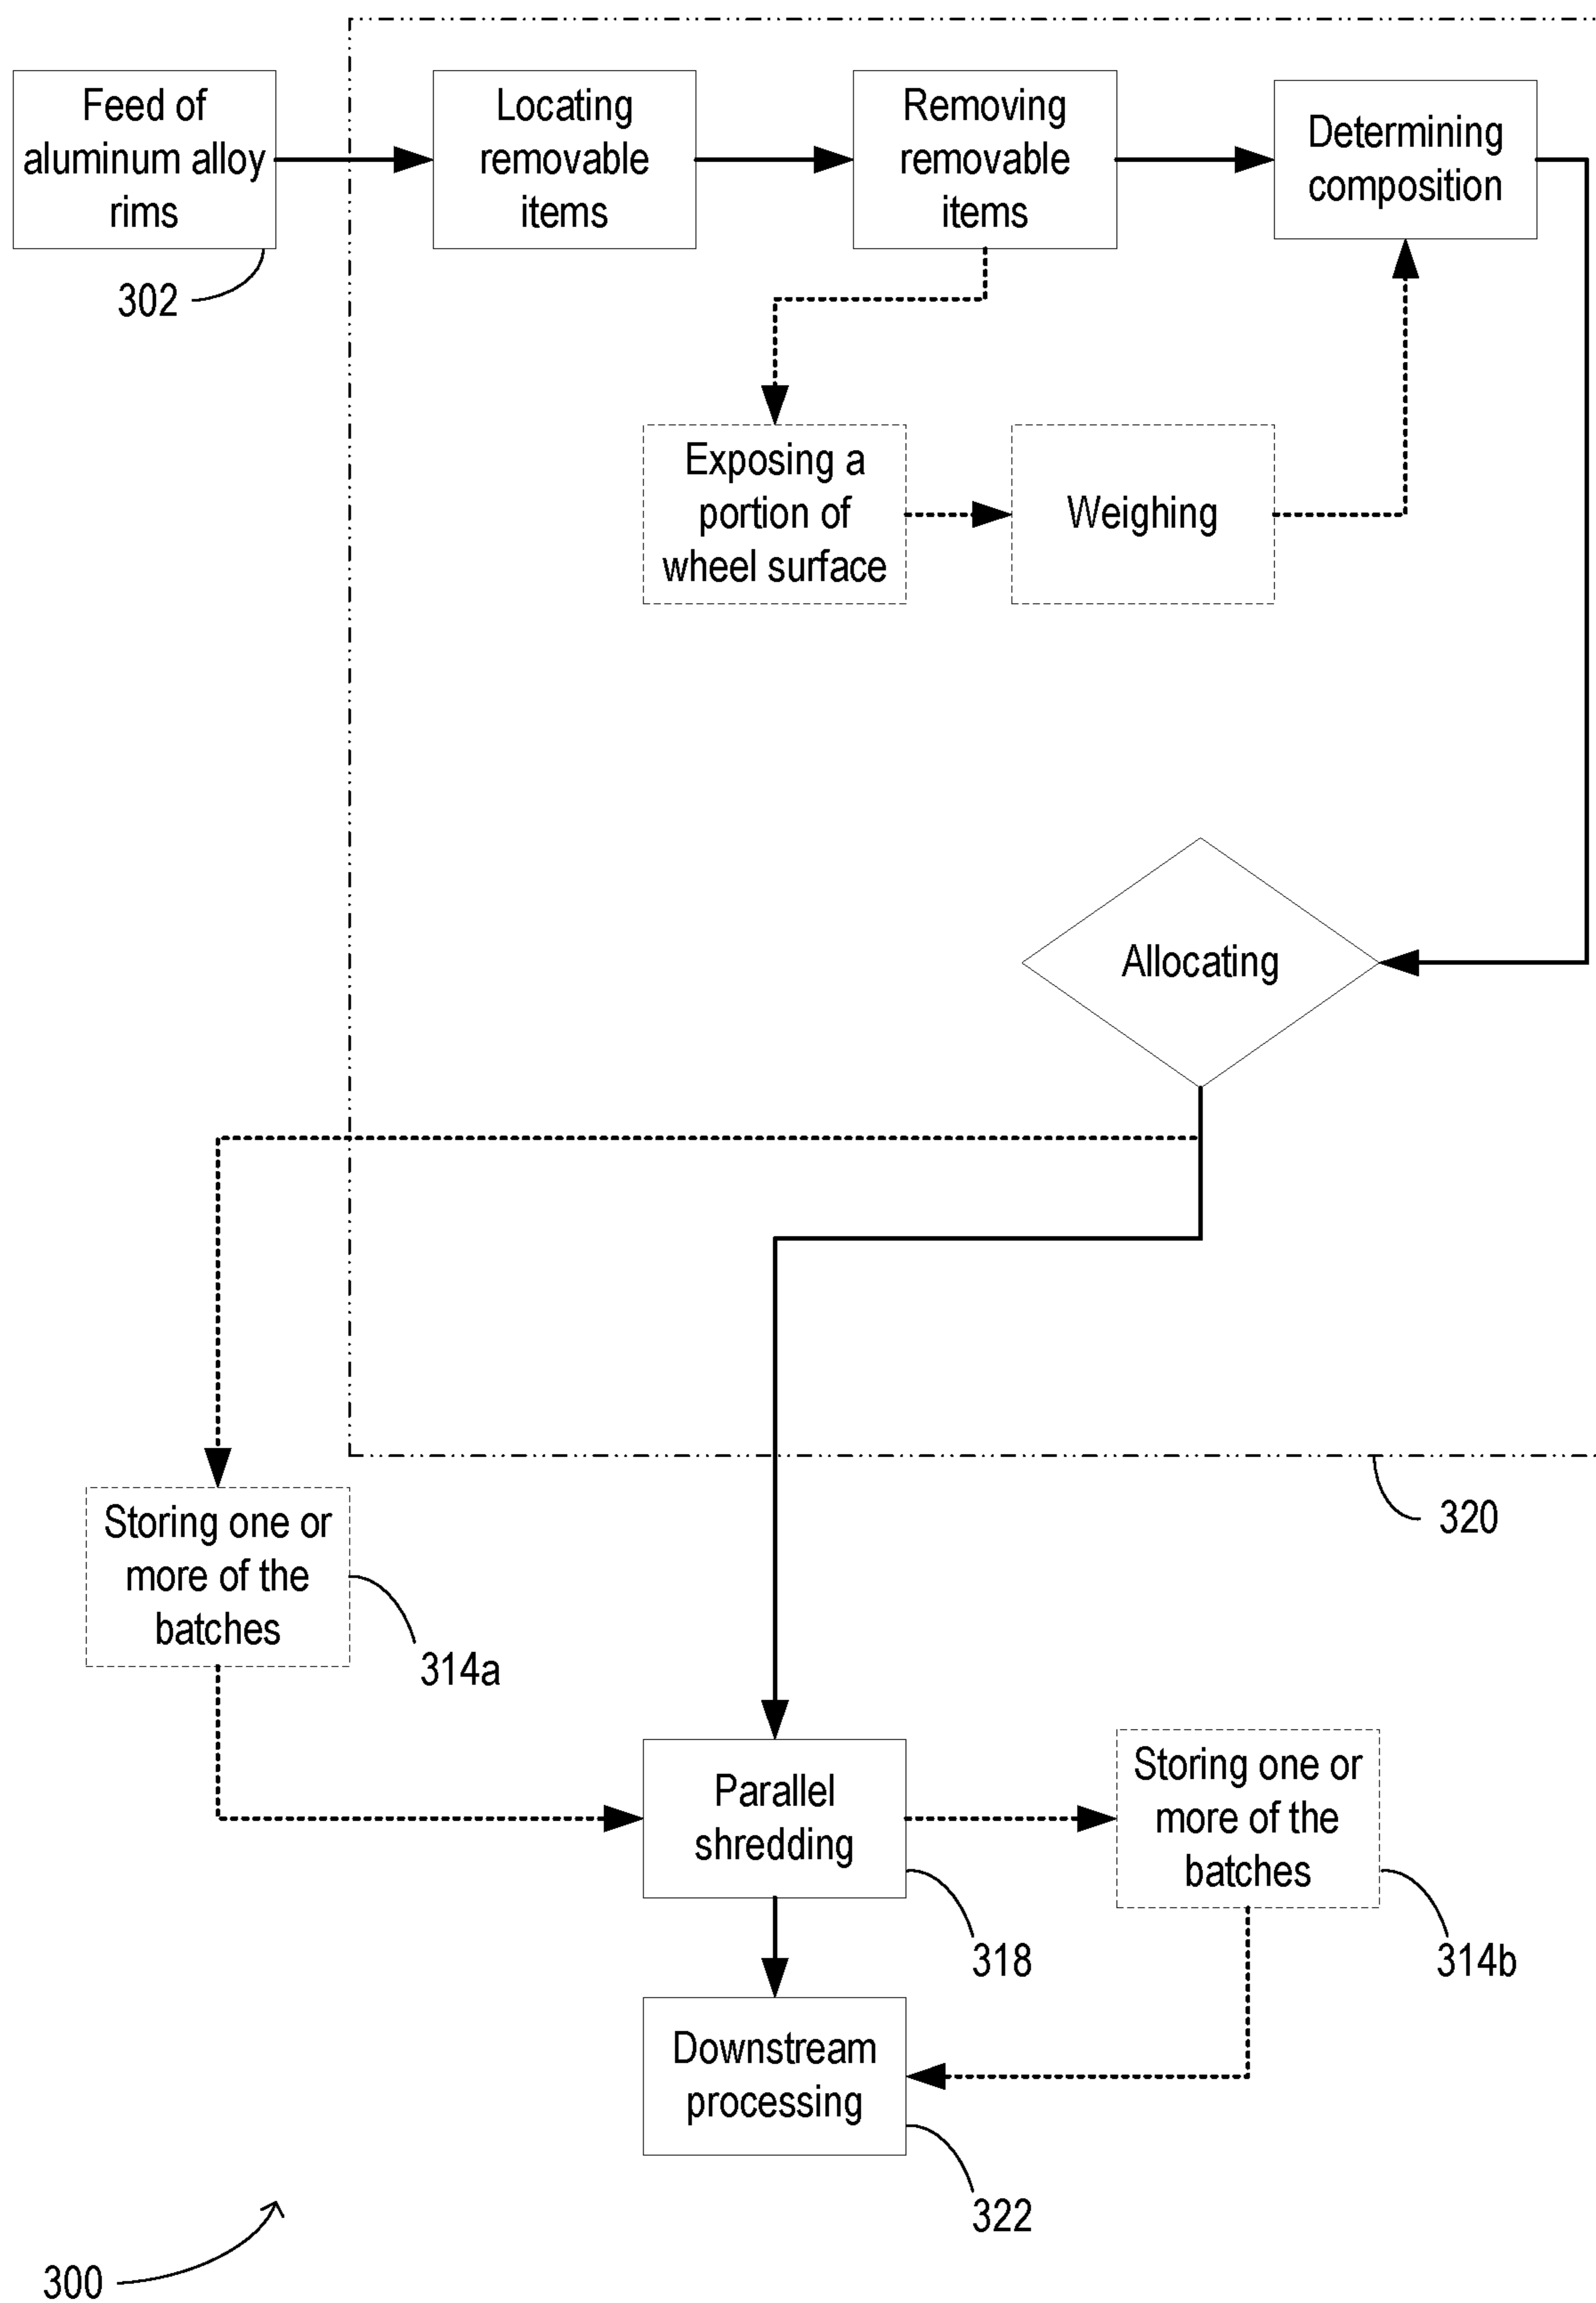 Feed of
aluminum alloy
rims
302
Locating
removable
items
Removing
removable
items
Determining
composition
Exposing a
portion of
wheel surface
Weighing
Allocating
320
Storing one or
more of the
batches
314a
Parallel
shredding
318
Storing one or
more of the
batches
314b
Downstream
processing
322
300